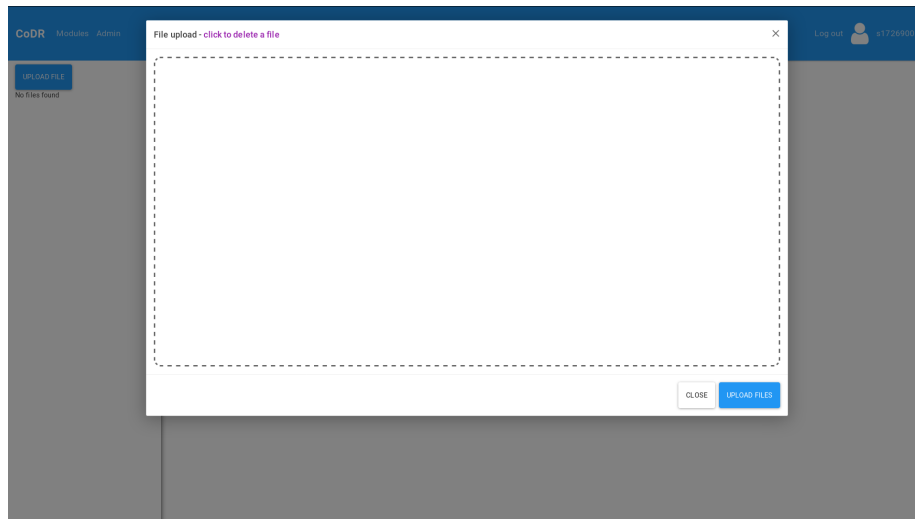 CoDR Modules Admin
File upload - click to delete a file ×
Log out s1726900
UPLOAD FILE
No files found
CLOSE UPLOAD FILES